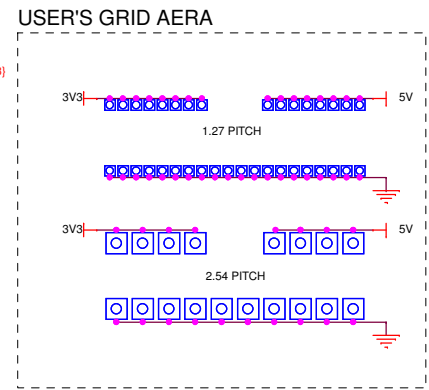 USER'S GRID AERA
3V3 5V
1.27 PITCH
3V3 5V
2.54 PITCH